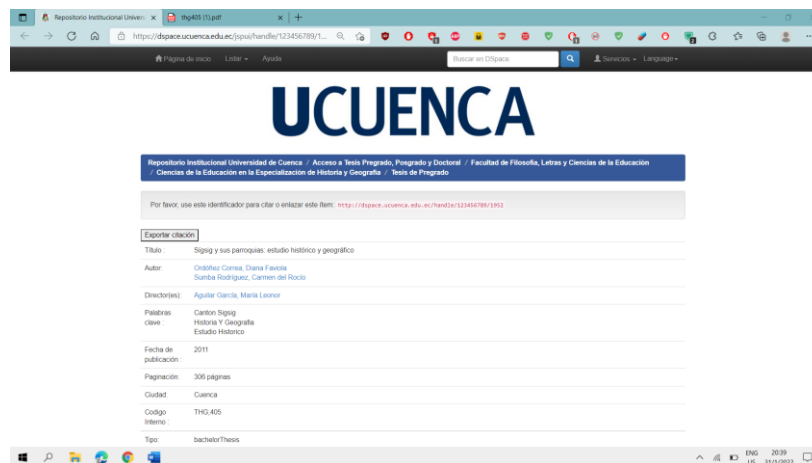 Repositorio Institucional Univers
thg405 (1).pdf
https://dspace.ucuenca.edu.ec/jspui/handle/123456789/1...
Página de inicio Listar Ayuda Buscar en DSpace Servicios Language
UCUENCA
Repositorio Institucional Universidad de Cuenca / Acceso a Tesis Pregrado, Posgrado y Doctoral / Facultad de Filosofía, Letras y Ciencias de la Educación
/ Ciencias de la Educación en la Especialización de Historia y Geografía / Tesis de Pregrado
Por favor, use este identificador para citar o enlazar este ítem: http://dspace.ucuenca.edu.ec/handle/123456789/1952
Exportar citación
Título : Sígsig y sus parroquias: estudio histórico y geográfico
Autor: Ordóñez Correa, Diana Faviola
Sumba Rodríguez, Carmen del Rocío
Director(es): Aguilar García, María Leonor
Palabras Canton Sigsig
clave : Historia Y Geografia
Estudio Historico
Fecha de 2011
publicación :
Paginación: 306 páginas
Ciudad: Cuenca
Codigo THG;405
Interno :
Tipo: bachelorThesis
ENG 20:39
US 31/1/2022